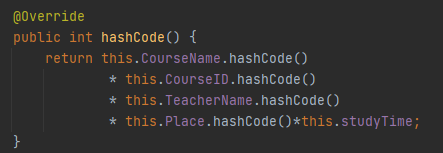 @Override
public int hashCode() {
return this.CourseName.hashCode()
* this.CourseID.hashCode()
* this.TeacherName.hashCode()
* this.Place.hashCode()*this.studyTime;
}